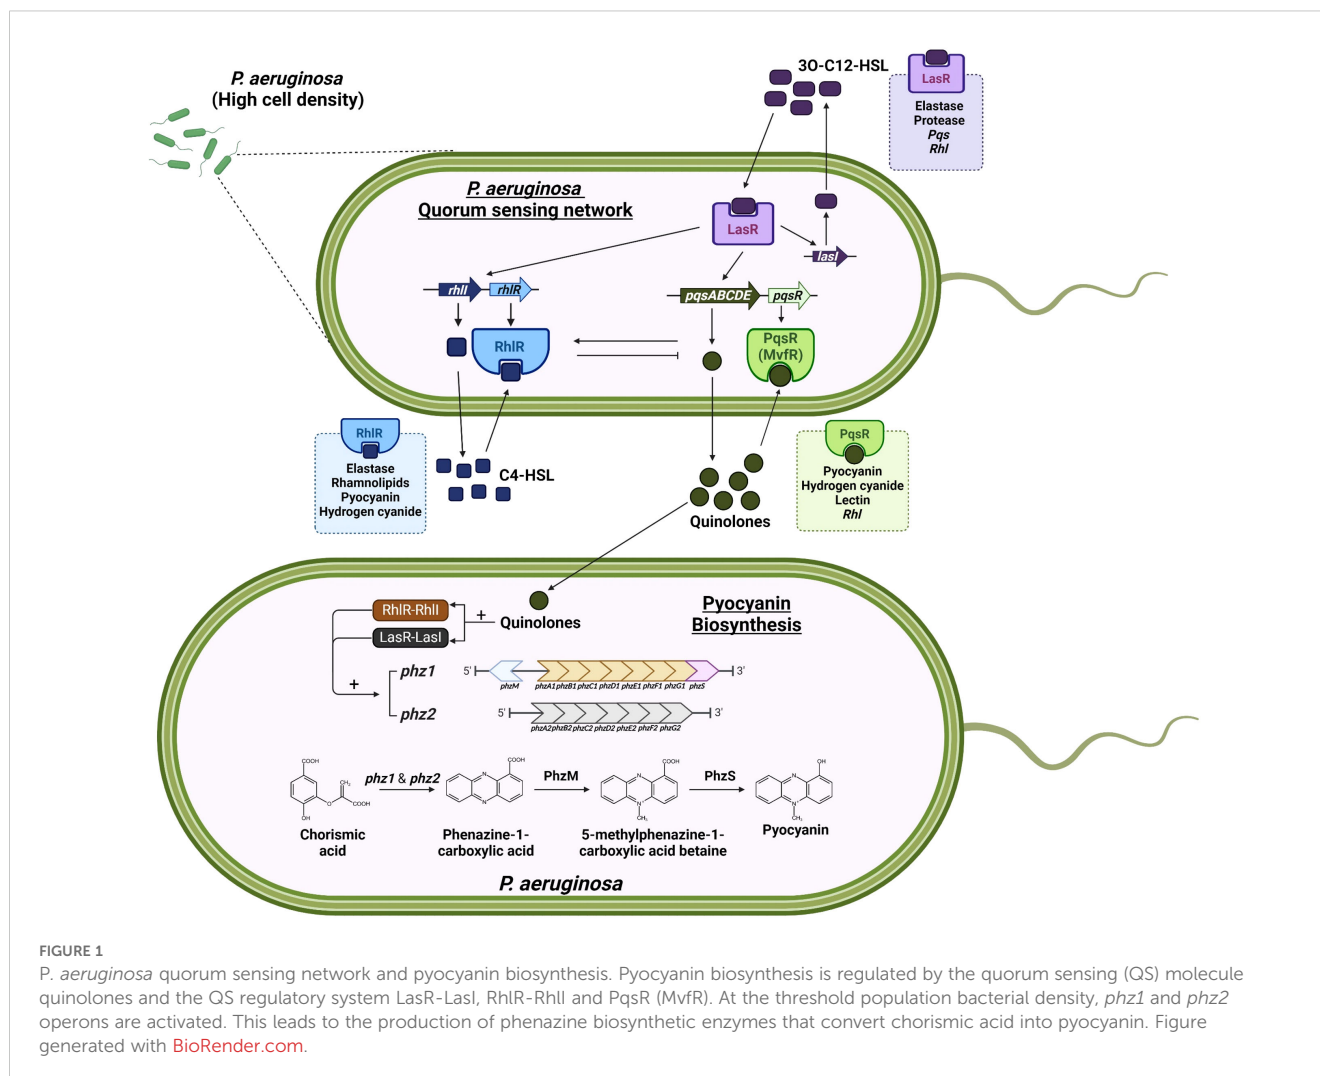 P. aeruginosa
(High cell density)
3O-C12-HSL
LasR
Elastase
Protease
Pqs
Rhl
P. aeruginosa
Quorum sensing network
LasR
lasI
rhlI
rhlR
pqsABCDE
pqsR
RhlR
PqsR
(MvfR)
RhlR
Elastase
Rhamnolipids
Pyocyanin
Hydrogen cyanide
C4-HSL
Quinolones
PqsR
Pyocyanin
Hydrogen cyanide
Lectin
Rhl
RhlR-RhlI
LasR-LasI
+
Quinolones
Pyocyanin
Biosynthesis
+
phz1
phz2
5'
3'
phzM
phzA1 phzB1 phzC1 phzD1 phzE1 phzF1 phzG1 phzS
5'
3'
phzA2 phzB2 phzC2 phzD2 phzE2 phzF2 phzG2
COOH
CH₂
O
COOH
OH
Chorismic
acid
phz1 & phz2
COOH
N
N
Phenazine-1-
carboxylic acid
PhzM
COOH
N
N⁺
CH₃
5-methylphenazine-1-
carboxylic acid betaine
PhzS
OH
N
N⁺
CH₃
Pyocyanin
P. aeruginosa
FIGURE 1
P. aeruginosa quorum sensing network and pyocyanin biosynthesis. Pyocyanin biosynthesis is regulated by the quorum sensing (QS) molecule
quinolones and the QS regulatory system LasR-LasI, RhlR-RhlI and PqsR (MvfR). At the threshold population bacterial density, phz1 and phz2
operons are activated. This leads to the production of phenazine biosynthetic enzymes that convert chorismic acid into pyocyanin. Figure
generated with BioRender.com.